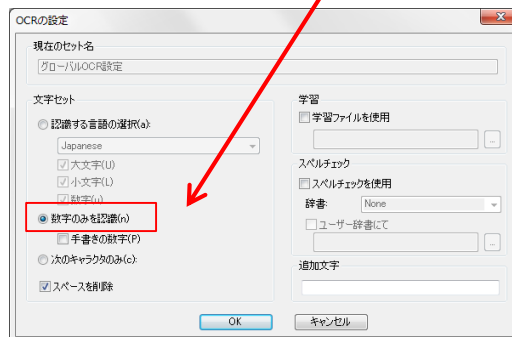 OCRの設定
現在のセット名
グローバルOCR設定
文字セット
認識する言語の選択(a):
Japanese
大文字(U)
小文字(L)
数字(u)
数字のみを認識(n)
手書きの数字(P)
次のキャラクタのみ(c):
スペースを削除
学習
学習ファイルを使用
...
スペルチェック
スペルチェックを使用
辞書:
None
ユーザー辞書にて
...
追加文字
OK
キャンセル